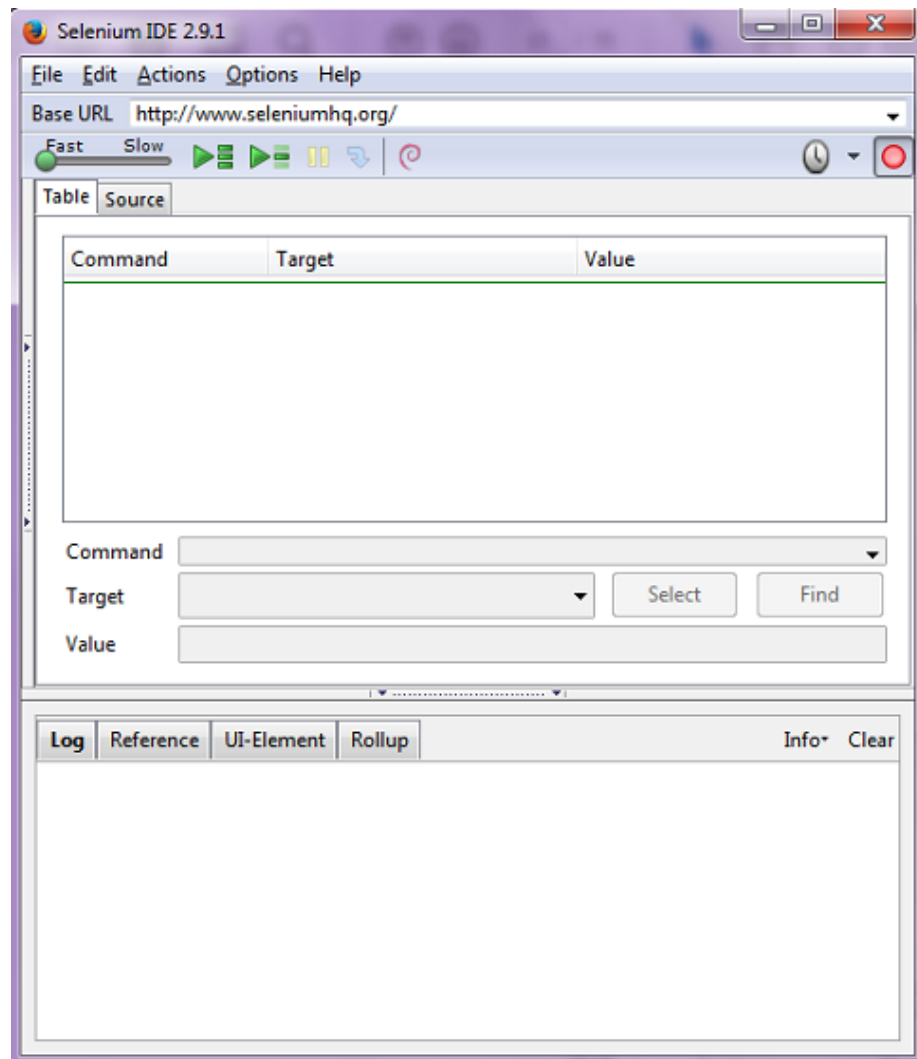 Selenium IDE 2.9.1
File Edit Actions Options Help
Base URL http://www.seleniumhq.org/
Fast Slow
Table Source
Command Target Value
Command
Target Select Find
Value
Log Reference UI-Element Rollup Info Clear